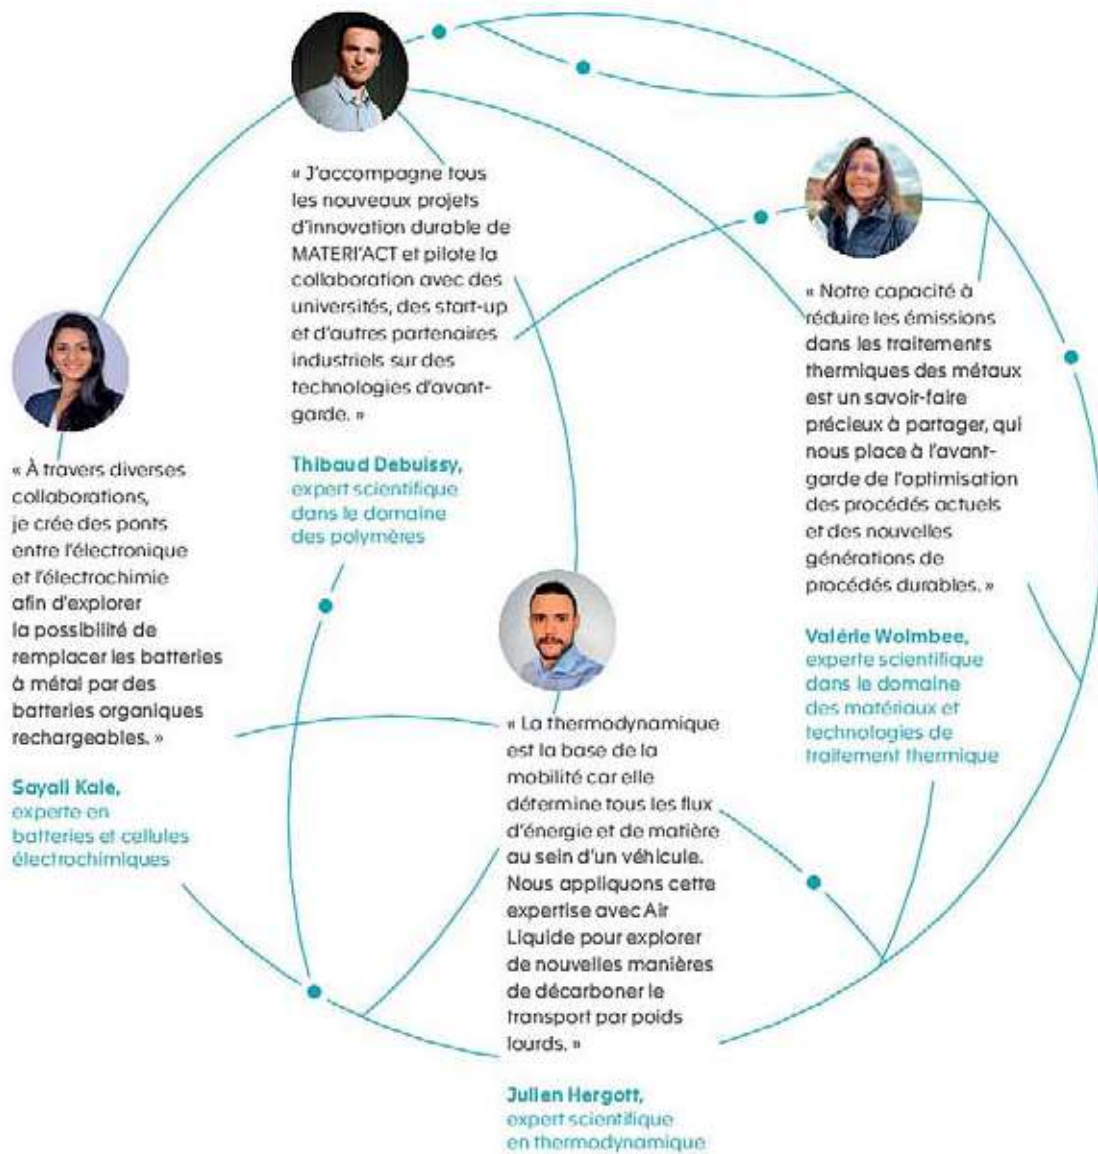 « J'accompagne tous
les nouveaux projets
d'innovation durable de
MATERI'ACT et pilote la
collaboration avec des
universités, des start-up
et d'autres partenaires
industriels sur des
technologies d'avant-
garde. »
Thibaud Debuissy,
expert scientifique
dans le domaine
des polymères
« Notre capacité à
réduire les émissions
dans les traitements
thermiques des métaux
est un savoir-faire
précieux à partager, qui
nous place à l'avant-
garde de l'optimisation
des procédés actuels
et des nouvelles
générations de
procédés durables. »
Valérie Wolmbee,
experte scientifique
dans le domaine
des matériaux et
technologies de
traitement thermique
« À travers diverses
collaborations,
je crée des ponts
entre l'électronique
et l'électrochimie
afin d'explorer
la possibilité de
remplacer les batteries
à métal par des
batteries organiques
rechargeables. »
Sayali Kale,
experte en
batteries et cellules
électrochimiques
« La thermodynamique
est la base de la
mobilité car elle
détermine tous les flux
d'énergie et de matière
au sein d'un véhicule.
Nous appliquons cette
expertise avec Air
Liquide pour explorer
de nouvelles manières
de décarboner le
transport par poids
lourds. »
Julien Hergott,
expert scientifique
en thermodynamique